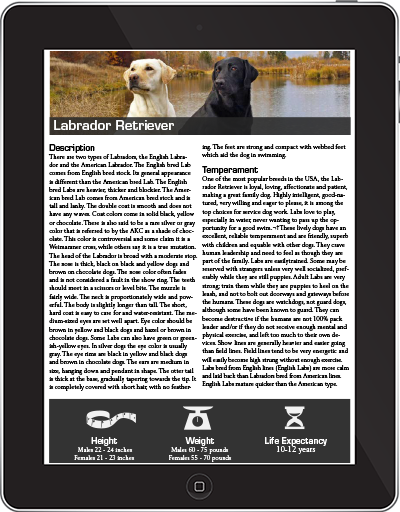 Labrador Retriever
Description
There are two types of Labradors, the English Labra-
dor and the American Labrador. The English bred Lab
comes from English bred stock. Its general appearance
is different than the American bred Lab. The English
bred Labs are heavier, thicker and blockier. The Amer-
ican bred Lab comes from American bred stock and is
tall and lanky. The double coat is smooth and does not
have any waves. Coat colors come in solid black, yellow
or chocolate. There is also said to be a rare silver or gray
color that is referred to by the AKC as a shade of choc-
olate. This color is controversial and some claim it is a
Weimaraner cross, while others say it is a true mutation.
The head of the Labrador is broad with a moderate stop.
The nose is thick, black on black and yellow dogs and
brown on chocolate dogs. The nose color often fades
and is not considered a fault in the show ring. The teeth
should meet in a scissors or level bite. The muzzle is
fairly wide. The neck is proportionately wide and pow-
erful. The body is slightly longer than tall. The short,
hard coat is easy to care for and water-resistant. The me-
dium-sized eyes are set well apart. Eye color should be
brown in yellow and black dogs and hazel or brown in
chocolate dogs. Some Labs can also have green or green-
ish-yellow eyes. In silver dogs the eye color is usually
gray. The eye rims are black in yellow and black dogs
and brown in chocolate dogs. The ears are medium in
size, hanging down and pendant in shape. The otter tail
is thick at the base, gradually tapering towards the tip. It
is completely covered with short hair, with no feather-
ing. The feet are strong and compact with webbed feet
which aid the dog in swimming.
Temperament
One of the most popular breeds in the USA, the Lab-
rador Retriever is loyal, loving, affectionate and patient,
making a great family dog. Highly intelligent, good-na-
tured, very willing and eager to please, it is among the
top choices for service dog work. Labs love to play,
especially in water, never wanting to pass up the op-
portunity for a good swim. These lively dogs have an
excellent, reliable temperament and are friendly, superb
with children and equable with other dogs. They crave
human leadership and need to feel as though they are
part of the family. Labs are easily trained. Some may be
reserved with strangers unless very well socialized, pref-
erably while they are still puppies. Adult Labs are very
strong; train them while they are puppies to heel on the
leash, and not to bolt out doorways and gateways before
the humans. These dogs are watchdogs, not guard dogs,
although some have been known to guard. They can
become destructive if the humans are not 100% pack
leader and/or if they do not receive enough mental and
physical exercise, and left too much to their own de-
vices. Show lines are generally heavier and easier going
than field lines. Field lines tend to be very energetic and
will easily become high strung without enough exercise.
Labs bred from English lines (English Labs) are more calm
and laid back than Labradors bred from American lines.
English Labs mature quicker than the American type.
Height
Males 22 - 24 inches
Females 21 - 23 inches
Weight
Males 60 - 75 pounds
Females 55 - 70 pounds
Life Expectancy
10-12 years